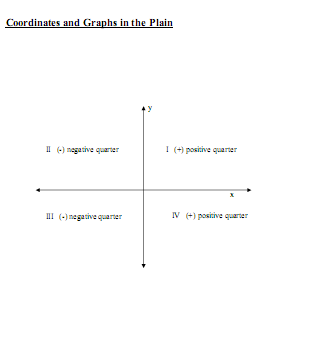 Coordinates and Graphs in the Plain
y
II (-) negative quarter
I (+) positive quarter
x
III (-) negative quarter
IV (+) positive quarter